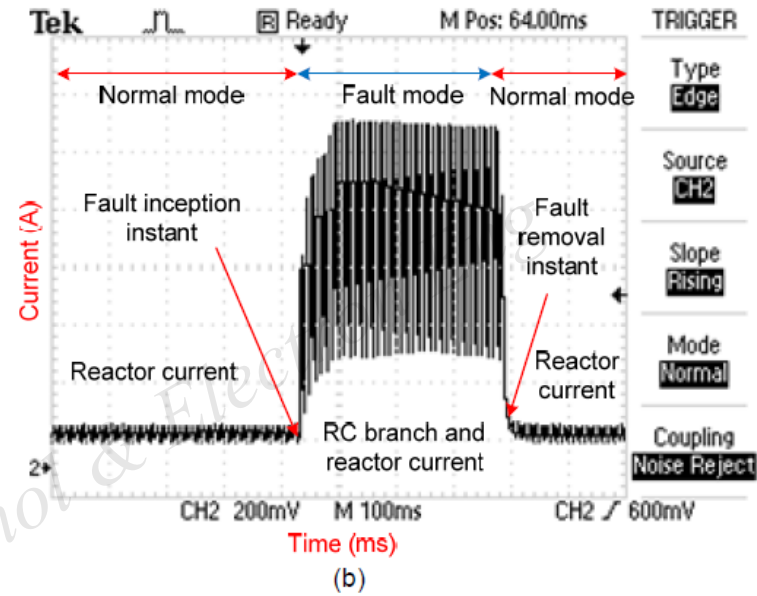 Tek R Ready M Pos: 64.00ms TRIGGER
Normal mode Fault mode Normal mode
Type
Edge
Source
CH2
Slope
Rising
Mode
Normal
Coupling
Noise Reject
Current (A)
Fault inception
instant
Fault
removal
instant
Reactor current
Reactor
current
RC branch and
reactor current
2
CH2 200mV M 100ms CH2 600mV
Time (ms)
(b)